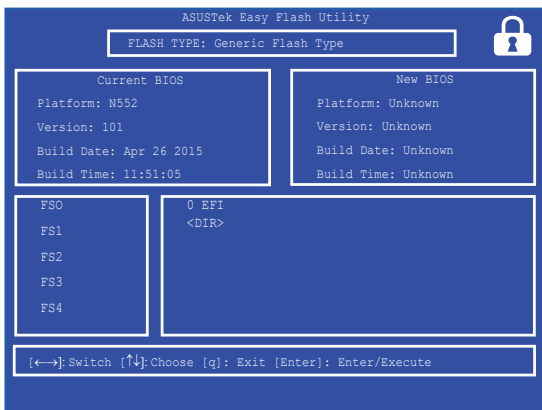 ASUSTek Easy Flash Utility
FLASH TYPE: Generic Flash Type
Current BIOS
Platform: N552
Version: 101
Build Date: Apr 26 2015
Build Time: 11:51:05
New BIOS
Platform: Unknown
Version: Unknown
Build Date: Unknown
Build Time: Unknown
FSO
FS1
FS2
FS3
FS4
0 EFI
<DIR>
[←→]: Switch [↑↓]: Choose [q]: Exit [Enter]: Enter/Execute